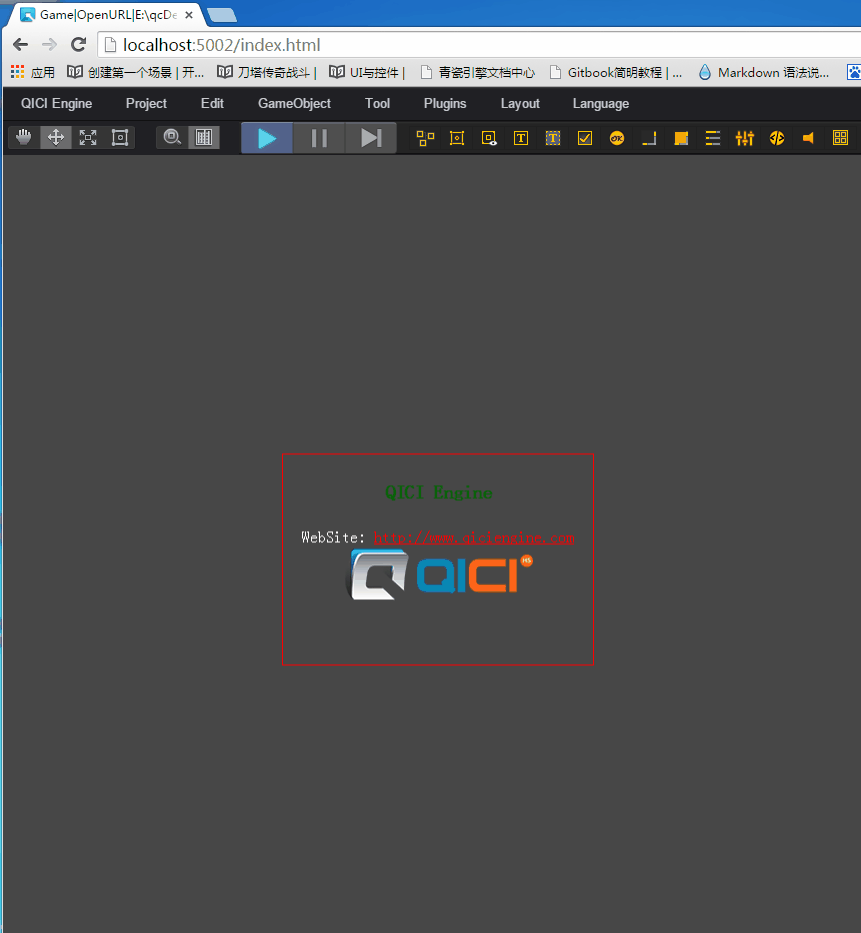 Game|OpenURL|E:\qcDe
localhost:5002/index.html
应用 创建第一个场景 | 开... 刀塔传奇战斗 | UI与控件 | 青瓷引擎文档中心 Gitbook简明教程 | ... Markdown 语法说...
QICI Engine Project Edit GameObject Tool Plugins Layout Language
T T OK
QICI Engine
WebSite: http://www.qiciengine.com
QICI H5